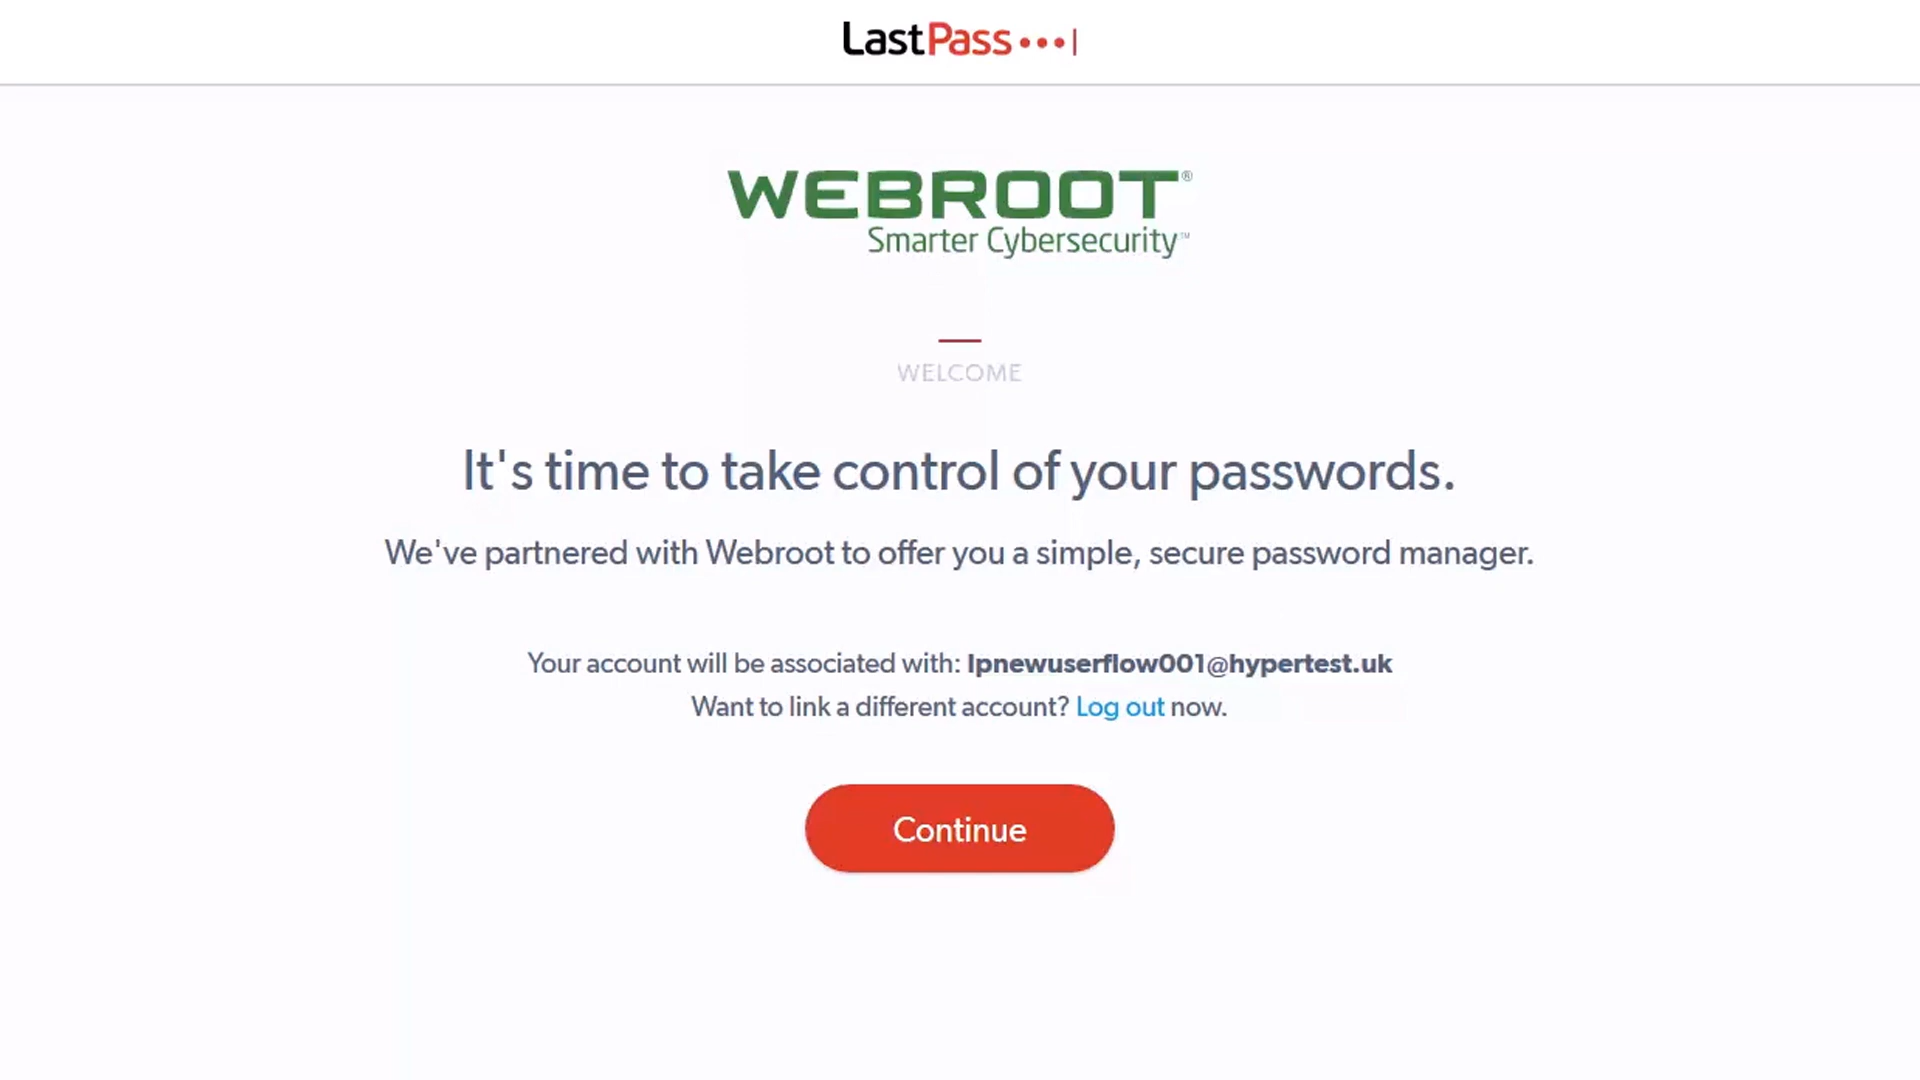 LastPass
WEBROOT®
Smarter Cybersecurity™
WELCOME
It's time to take control of your passwords.
We've partnered with Webroot to offer you a simple, secure password manager.
Your account will be associated with: lpnewuserflow001@hypertest.uk
Want to link a different account? Log out now.
Continue